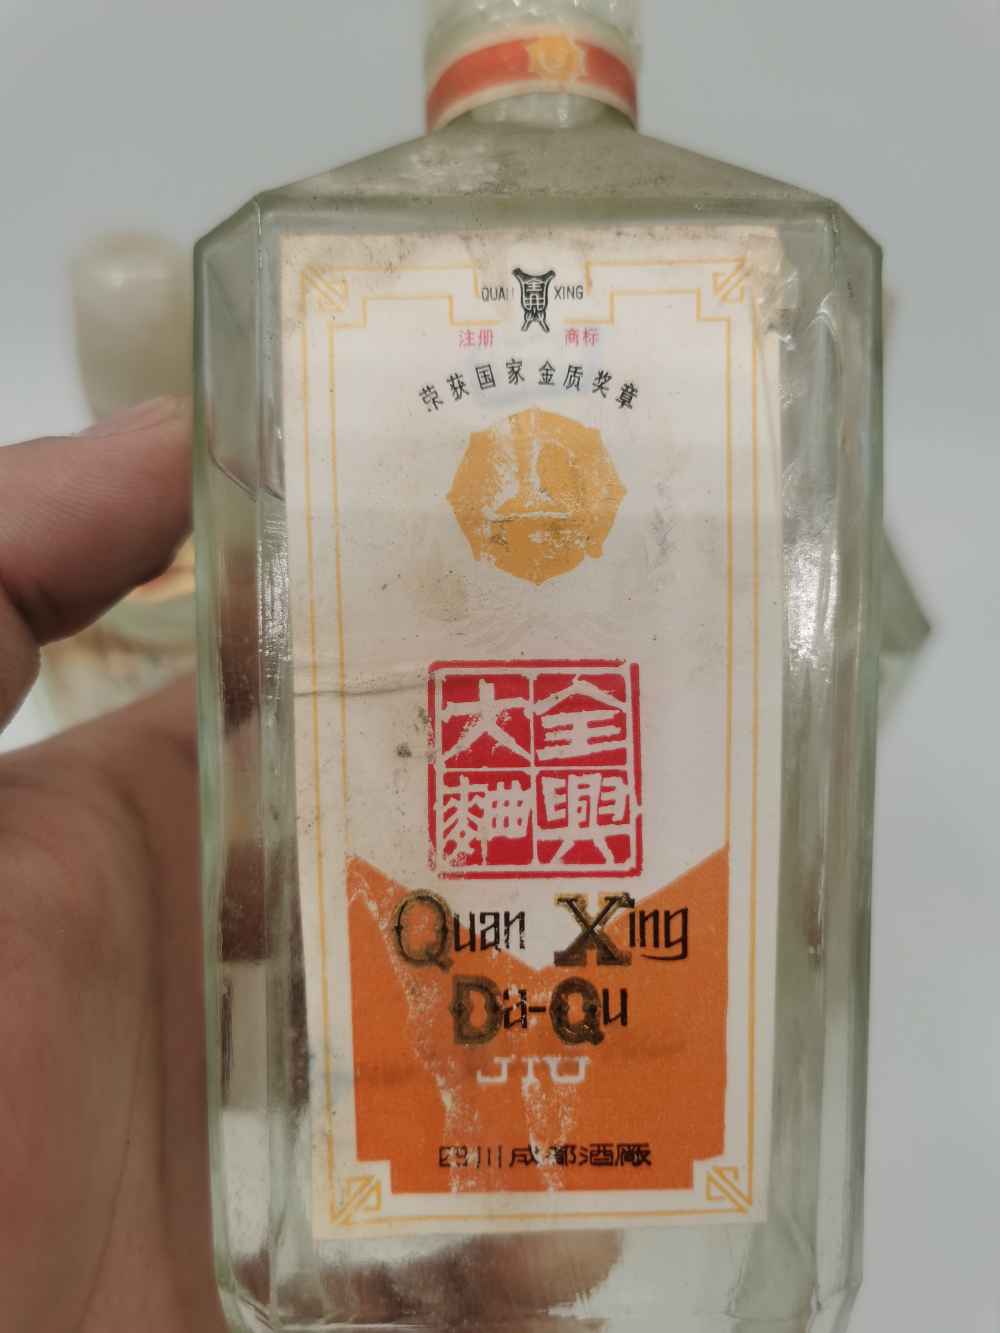 QUAN XING
注册 商标
荣获国家金质奖章
全興
大麯
Quan Xing
Da-Qu
JIU
四川成都酒厰